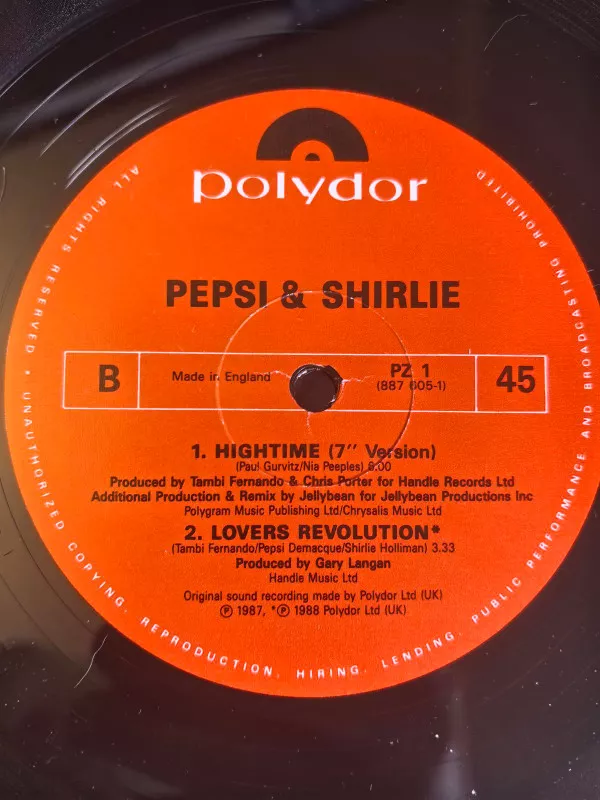 polydor
PEPSI & SHIRLIE
B
Made in England
PZ 1
(887 005-1)
45
1. HIGHTIME (7″ Version)
(Paul Gurvitz/Nia Peeples) 6.00
Produced by Tambi Fernando & Chris Porter for Handle Records Ltd
Additional Production & Remix by Jellybean for Jellybean Productions Inc
Polygram Music Publishing Ltd/Chrysalis Music Ltd
2. LOVERS REVOLUTION*
(Tambi Fernando/Pepsi Demacque/Shirlie Holliman) 3.33
Produced by Gary Langan
Handle Music Ltd
Original sound recording made by Polydor Ltd (UK)
℗ 1987, *℗ 1988 Polydor Ltd (UK)
ALL RIGHTS RESERVED • UNAUTHORIZED COPYING, REPRODUCTION, HIRING, LENDING, PUBLIC PERFORMANCE AND BROADCASTING PROHIBITED